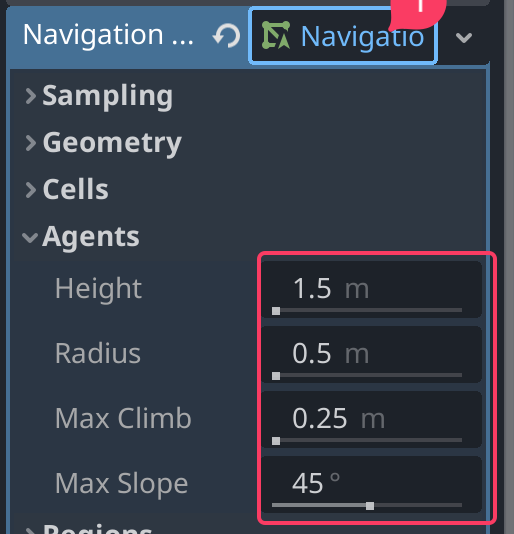 Navigation ... Navigatio
Sampling
Geometry
Cells
Agents
Height 1.5 m
Radius 0.5 m
Max Climb 0.25 m
Max Slope 45 °
Regions